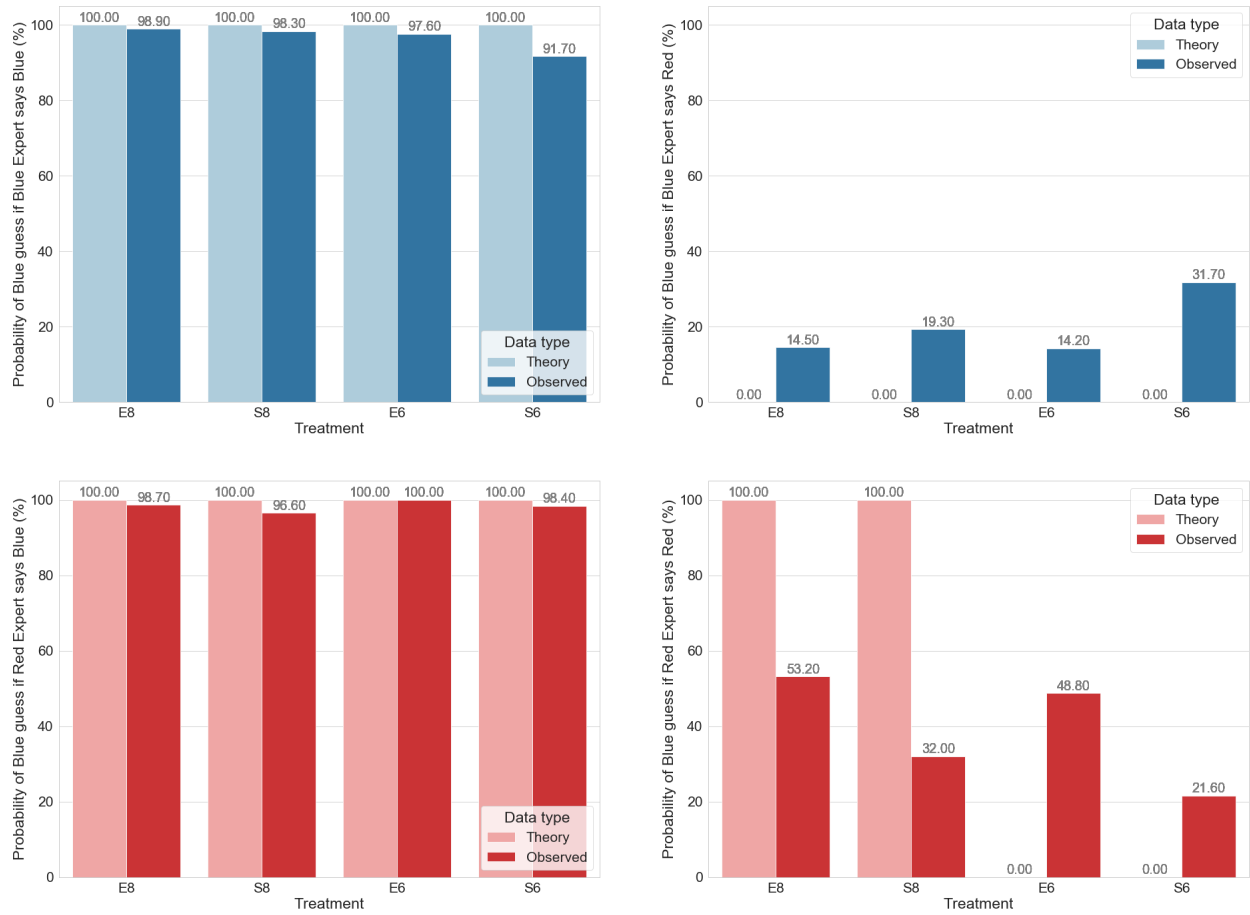 Probability of Blue guess if Blue Expert says Blue (%)
100
80
60
40
20
0
100.00 98.90 100.00 98.30 100.00 97.60 100.00 91.70
Data type
Theory
Observed
E8 S8 E6 S6
Treatment
Probability of Blue guess if Blue Expert says Red (%)
100
80
60
40
20
0
Data type
Theory
Observed
0.00 14.50 0.00 19.30 0.00 14.20 0.00 31.70
E8 S8 E6 S6
Treatment
Probability of Blue guess if Red Expert says Blue (%)
100
80
60
40
20
0
100.00 98.70 100.00 96.60 100.00 100.00 100.00 98.40
Data type
Theory
Observed
E8 S8 E6 S6
Treatment
Probability of Blue guess if Red Expert says Red (%)
100
80
60
40
20
0
Data type
Theory
Observed
100.00 53.20 100.00 32.00 0.00 48.80 0.00 21.60
E8 S8 E6 S6
Treatment